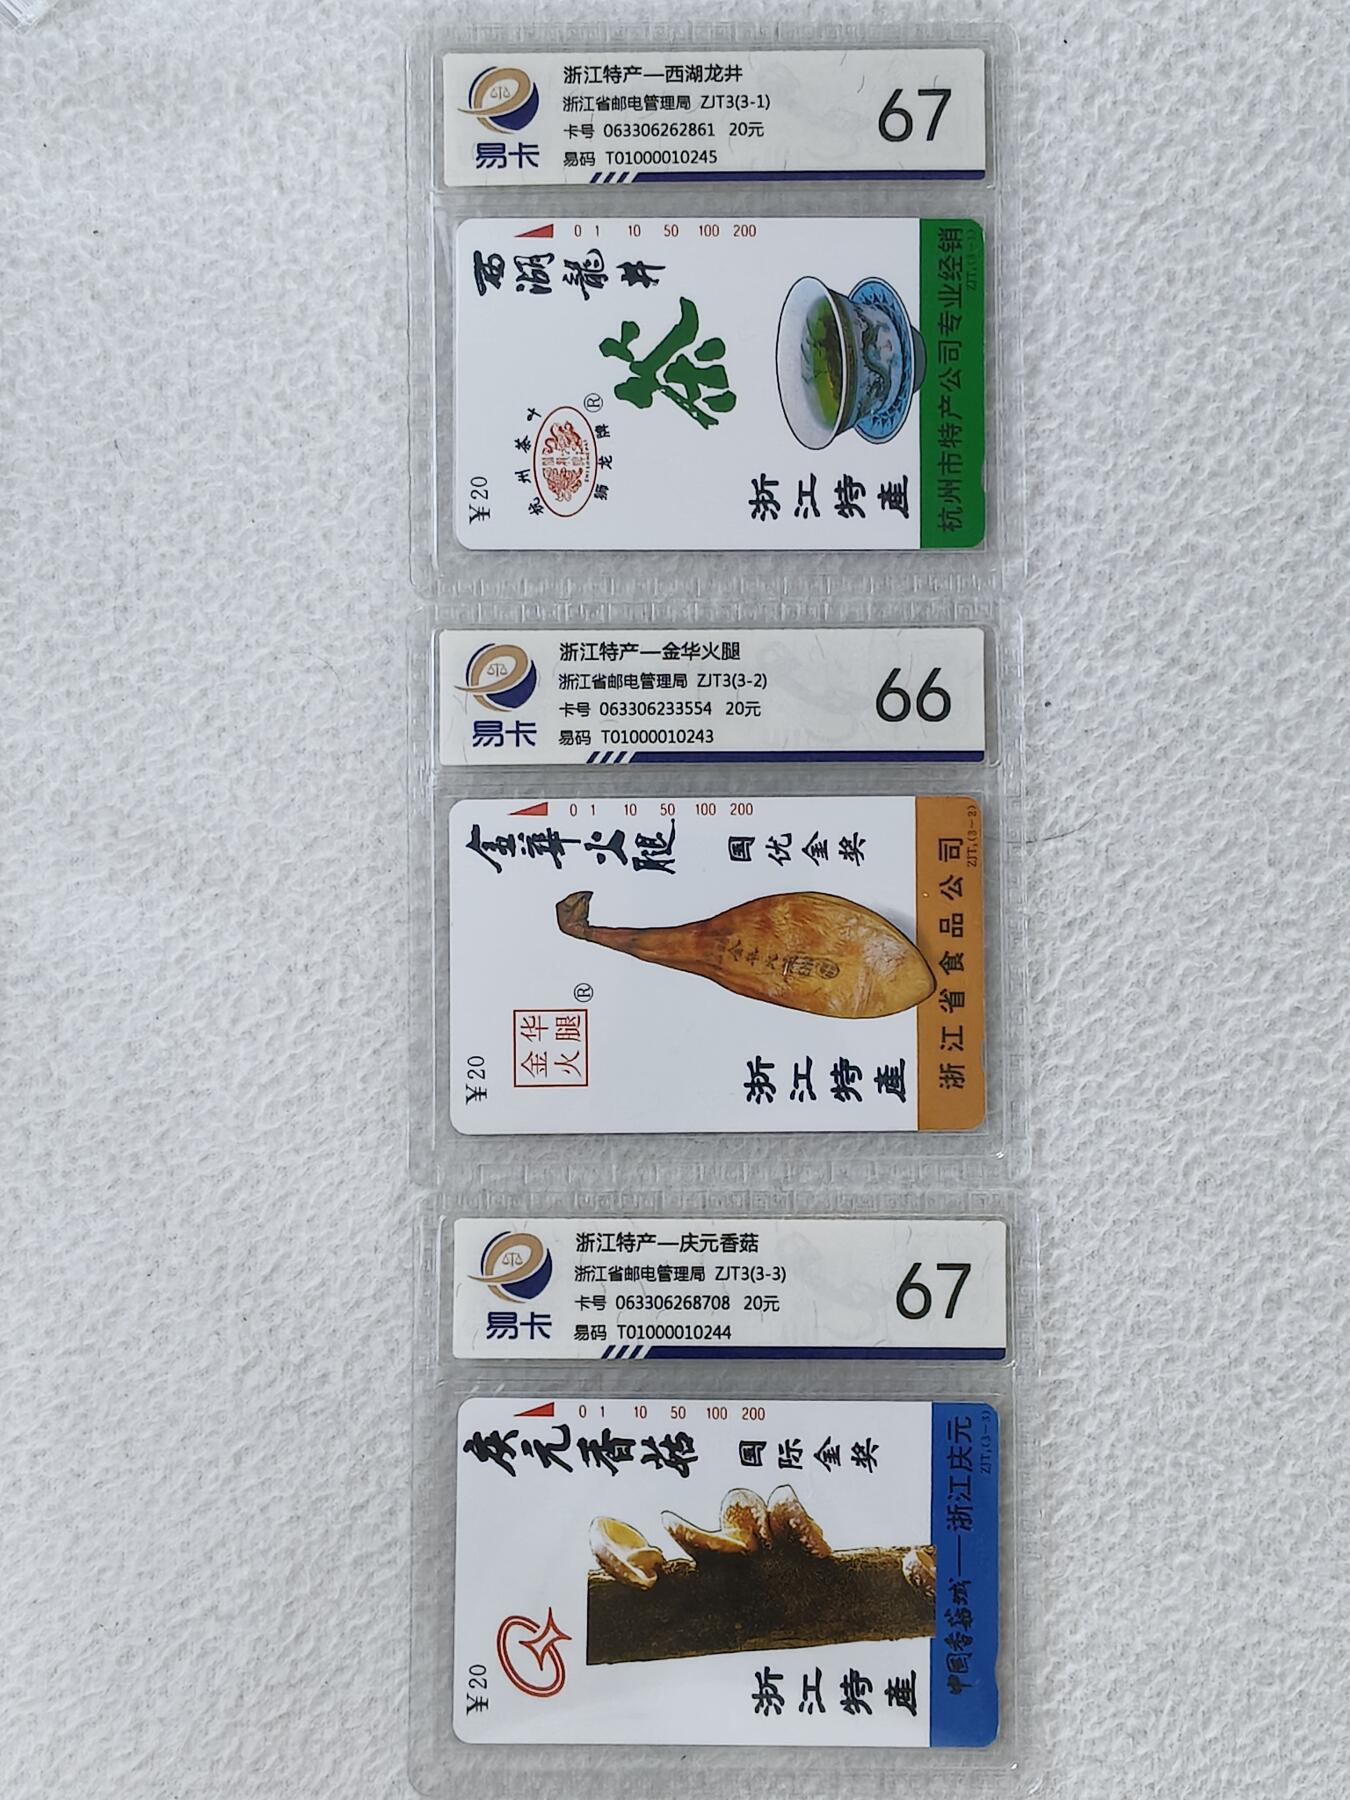 浙江特产—西湖龙井
浙江省邮电管理局 ZJT3(3-1)
卡号 063306262861 20元
易码 T01000010245
易卡
67
0 1 10 50 100 200
西湖龍井
茶
杭州茶叶
狮龙牌
®
¥20
浙江特產
杭州市特产公司专业经销
ZJT,(3-1)
浙江特产—金华火腿
浙江省邮电管理局 ZJT3(3-2)
卡号 063306233554 20元
易码 T01000010243
易卡
66
0 1 10 50 100 200
金華火腿
国优金奖
®
金华
火腿
¥20
浙江特產
浙江省食品公司
ZJT,(3-2)
浙江特产—庆元香菇
浙江省邮电管理局 ZJT3(3-3)
卡号 063306268708 20元
易码 T01000010244
易卡
67
0 1 10 50 100 200
庆元香菇
国际金奖
¥20
浙江特產
中国香菇城——浙江庆元
ZJT,(3-3)